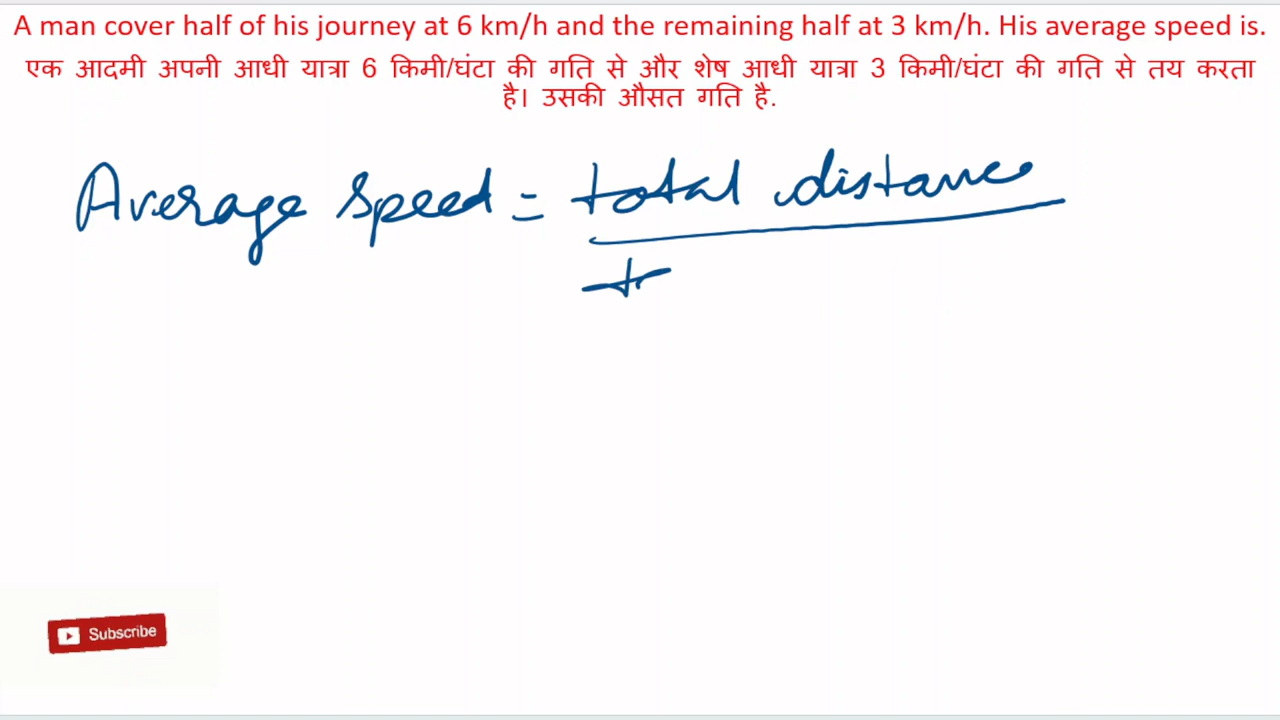 A man cover half of his journey at 6 km/h and the remaining half at 3 km/h. His average speed is.
एक आदमी अपनी आधी यात्रा 6 किमी/घंटा की गति से और शेष आधी यात्रा 3 किमी/घंटा की गति से तय करता
है। उसकी औसत गति है.
Average speed = total distance
Subscribe